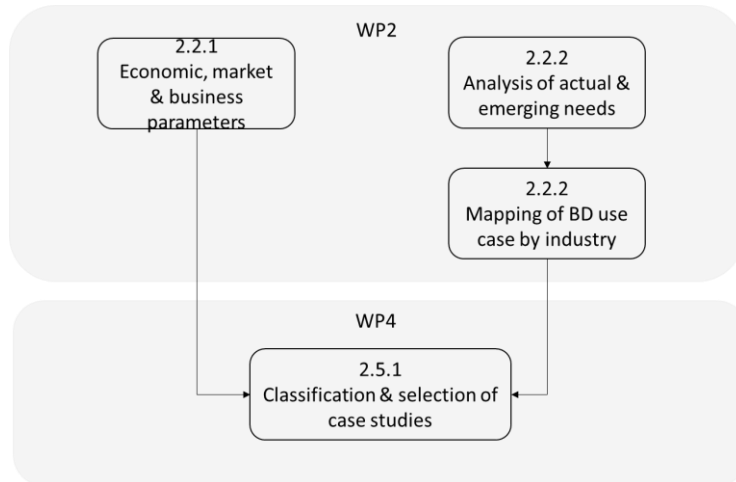 WP2
2.2.1
Economic, market
& business
parameters
2.2.2
Analysis of actual &
emerging needs
2.2.2
Mapping of BD use
case by industry
WP4
2.5.1
Classification & selection of
case studies